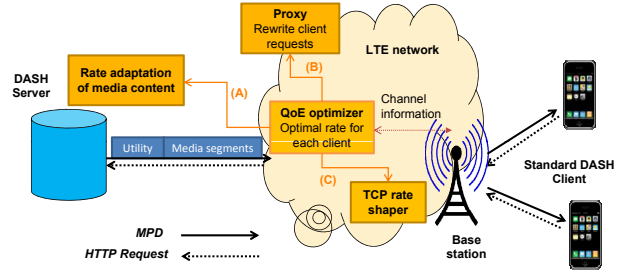 Proxy
Rewrite client
requests
LTE network
DASH
Server
Rate adaptation
of media content
(A)
(B)
QoE optimizer
Optimal rate for
each client
Channel
information
Utility
Media segments
(C)
TCP rate
shaper
Standard DASH
Client
Base
station
MPD
HTTP Request